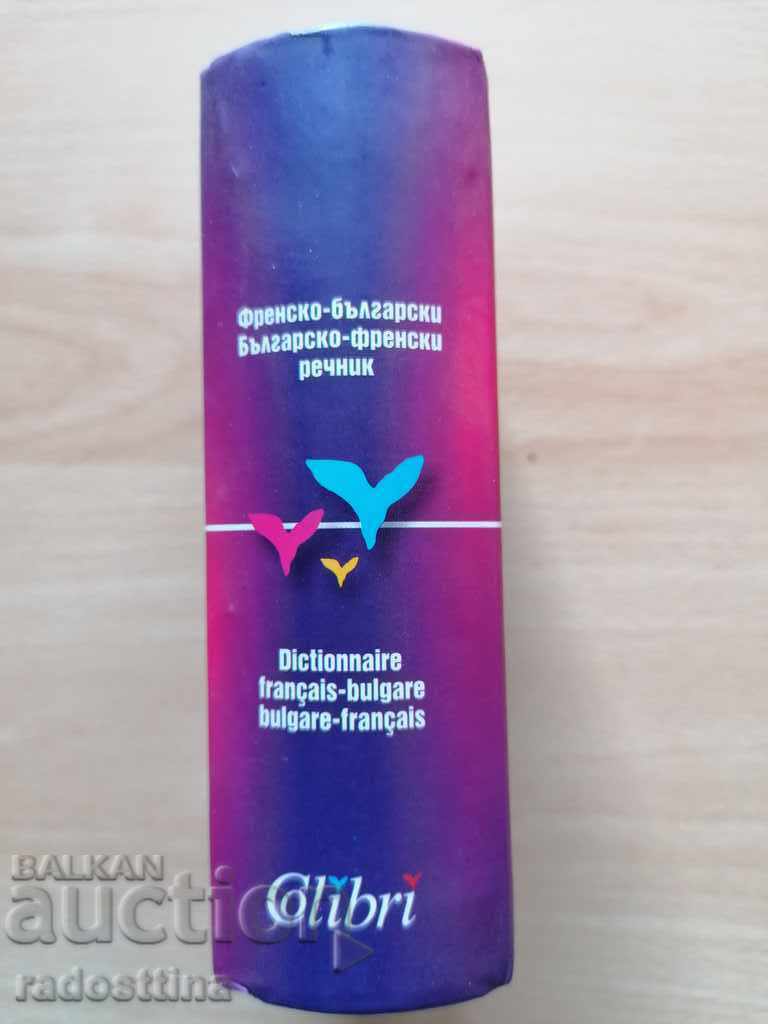 Френско-български
Българско-френски
речник
Dictionnaire
français-bulgare
bulgare-français
Colibri
BALKAN
auction
radosttina